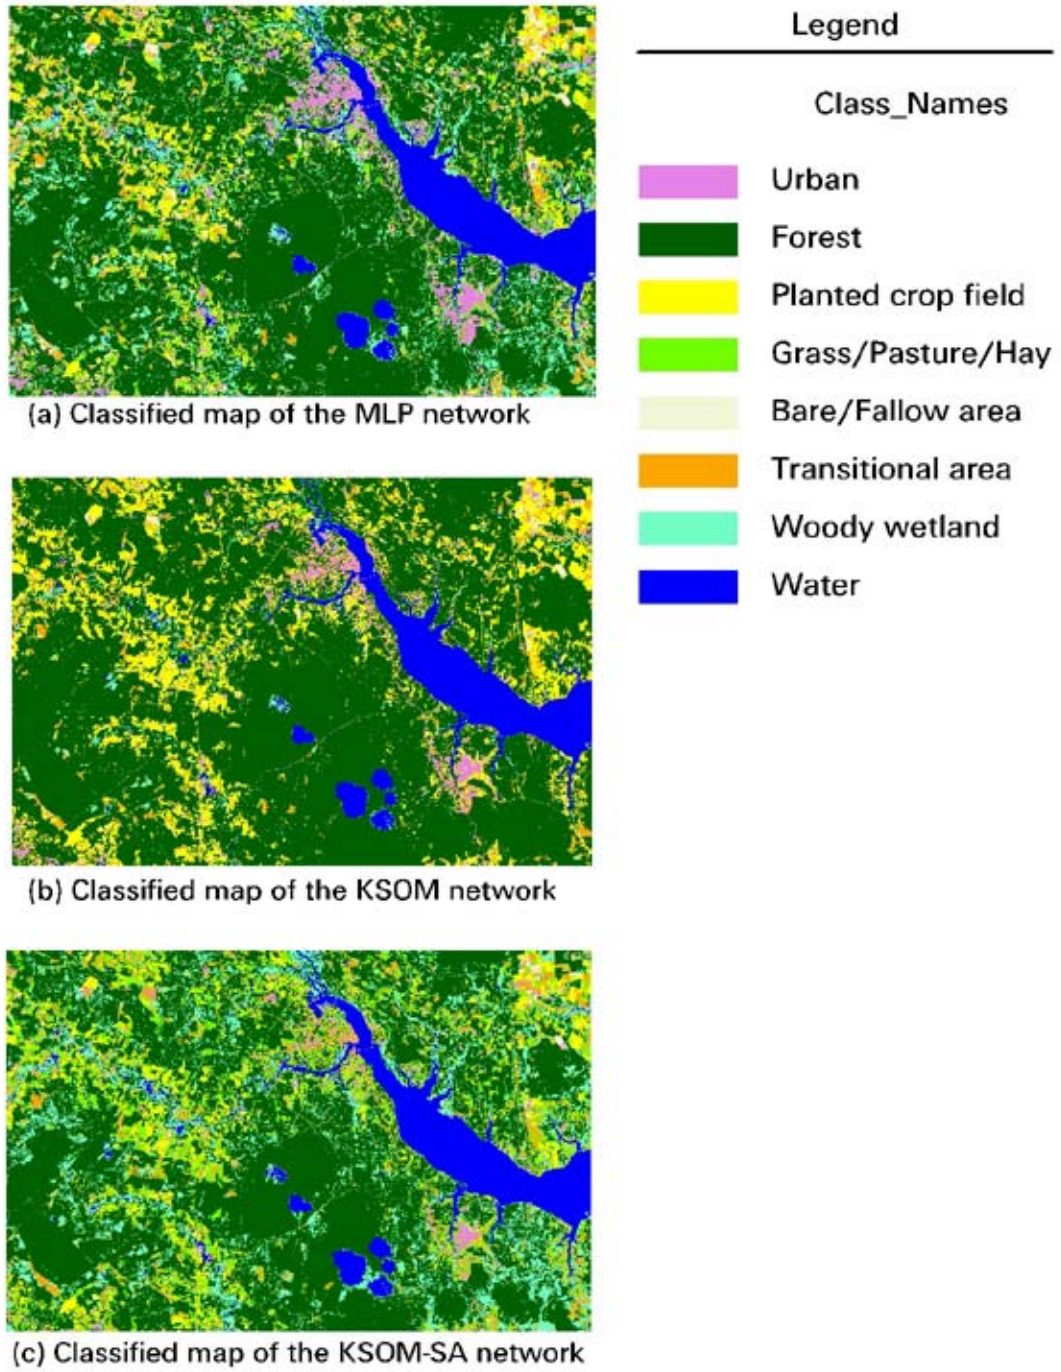 Legend
Class_Names
Urban
Forest
Planted crop field
Grass/Pasture/Hay
Bare/Fallow area
Transitional area
Woody wetland
Water
(a) Classified map of the MLP network
(b) Classified map of the KSOM network
(c) Classified map of the KSOM-SA network